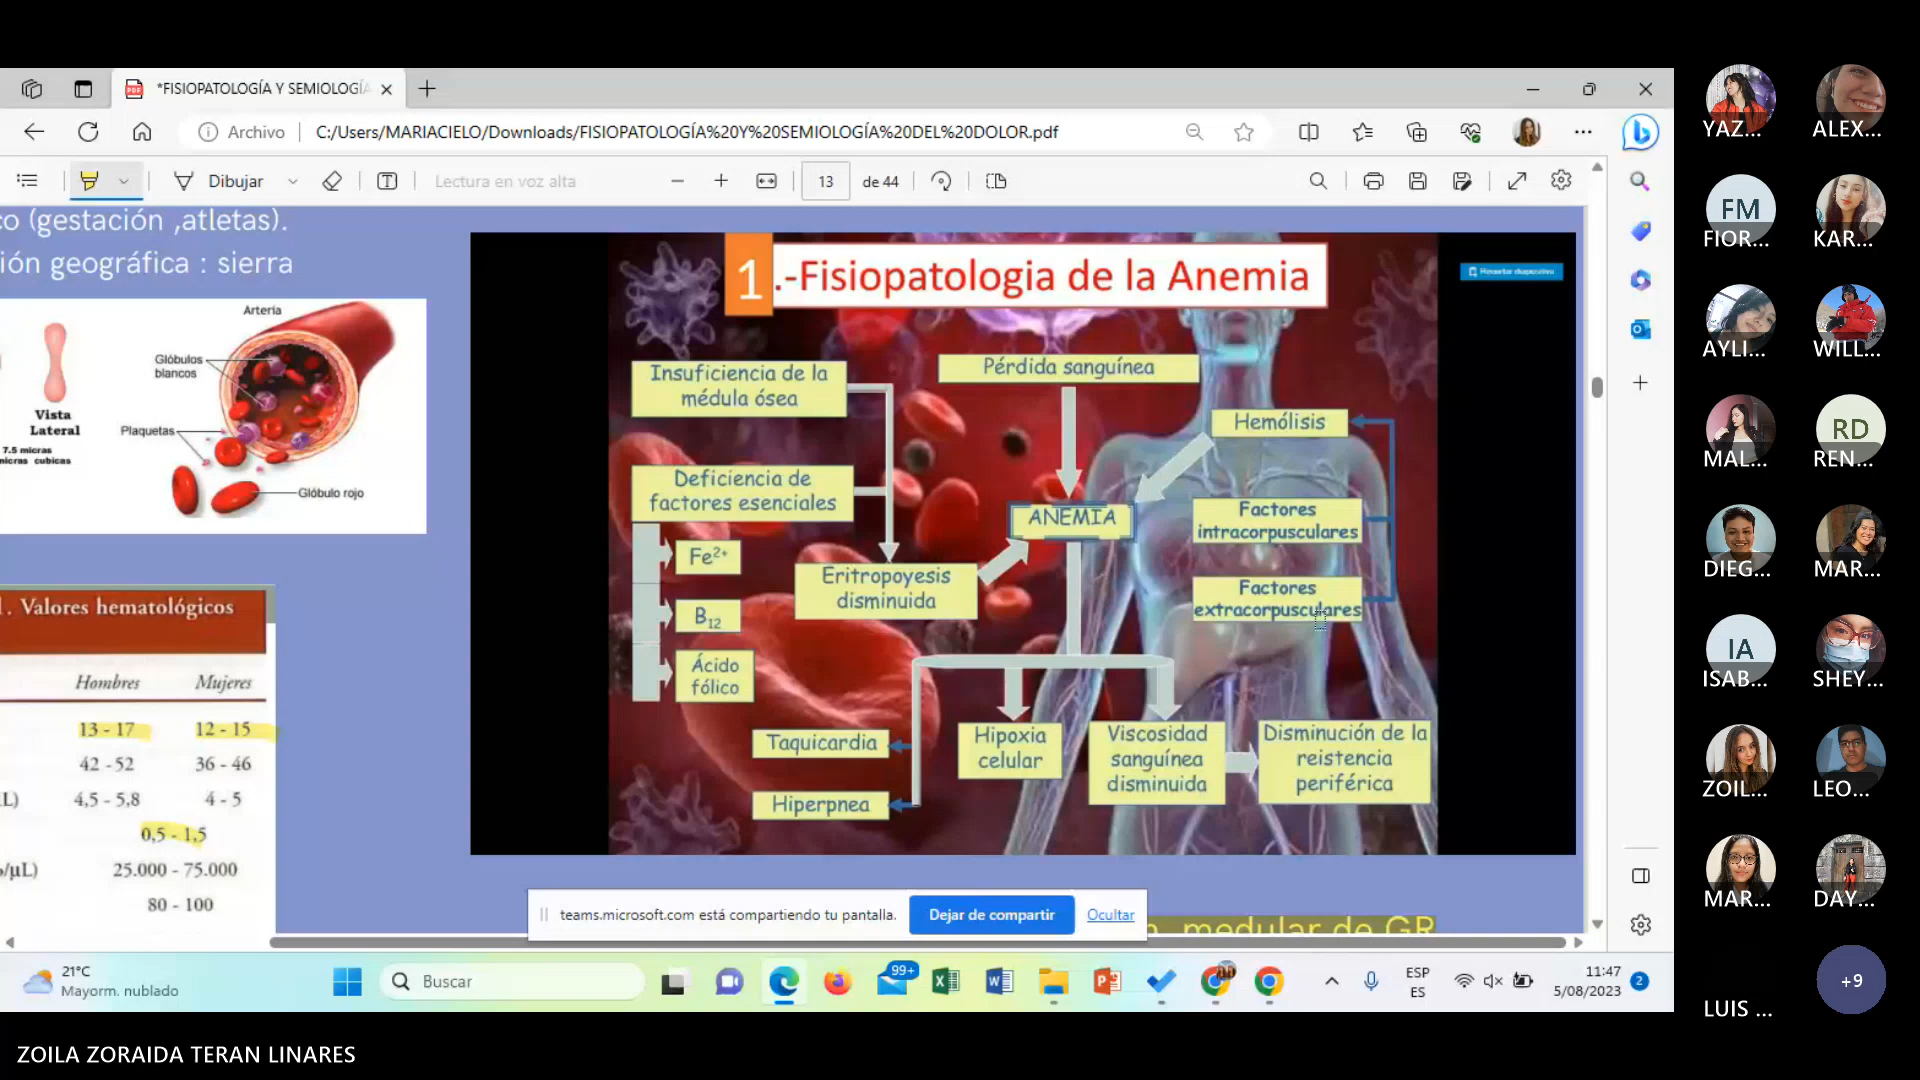 *FISIOPATOLOGÍA Y SEMIOLOGÍA
Archivo
C:/Users/MARIACIELO/Downloads/FISIOPATOLOGÍA%20Y%20SEMIOLOGÍA%20DEL%20DOLOR.pdf
Dibujar
Lectura en voz alta
13
de 44
co (gestación ,atletas).
ión geográfica : sierra
Arteria
Glóbulos
blancos
Plaquetas
Glóbulo rojo
Vista
Lateral
7.5 micras
micras cubicas
1. Valores hematológicos
Hombres Mujeres
13 - 17 12 - 15
42 -52 36 - 46
L) 4,5 - 5,8 4 - 5
0,5 - 1,5
/µL) 25.000 - 75.000
80 - 100
1.-Fisiopatologia de la Anemia
Insuficiencia de la
médula ósea
Pérdida sanguínea
Hemólisis
Deficiencia de
factores esenciales
ANEMIA
Factores
intracorpusculares
Fe2+
Eritropoyesis
disminuida
Factores
extracorpusculares
B12
Ácido
fólico
Taquicardia
Hipoxia
celular
Viscosidad
sanguínea
disminuida
Disminución de la
reistencia
periférica
Hiperpnea
medular de GR
teams.microsoft.com está compartiendo tu pantalla.
Dejar de compartir
Ocultar
21°C
Mayorm. nublado
Buscar
99+
ESP
ES
11:47
5/08/2023
2
YAZ...
ALEX...
FM
FIOR...
KAR...
AYLI...
WILL...
MAL...
RD
REN...
DIEG...
MAR...
IA
ISAB...
SHEY...
ZOIL...
LEO...
MAR...
DAY...
LUIS ...
+9
ZOILA ZORAIDA TERAN LINARES